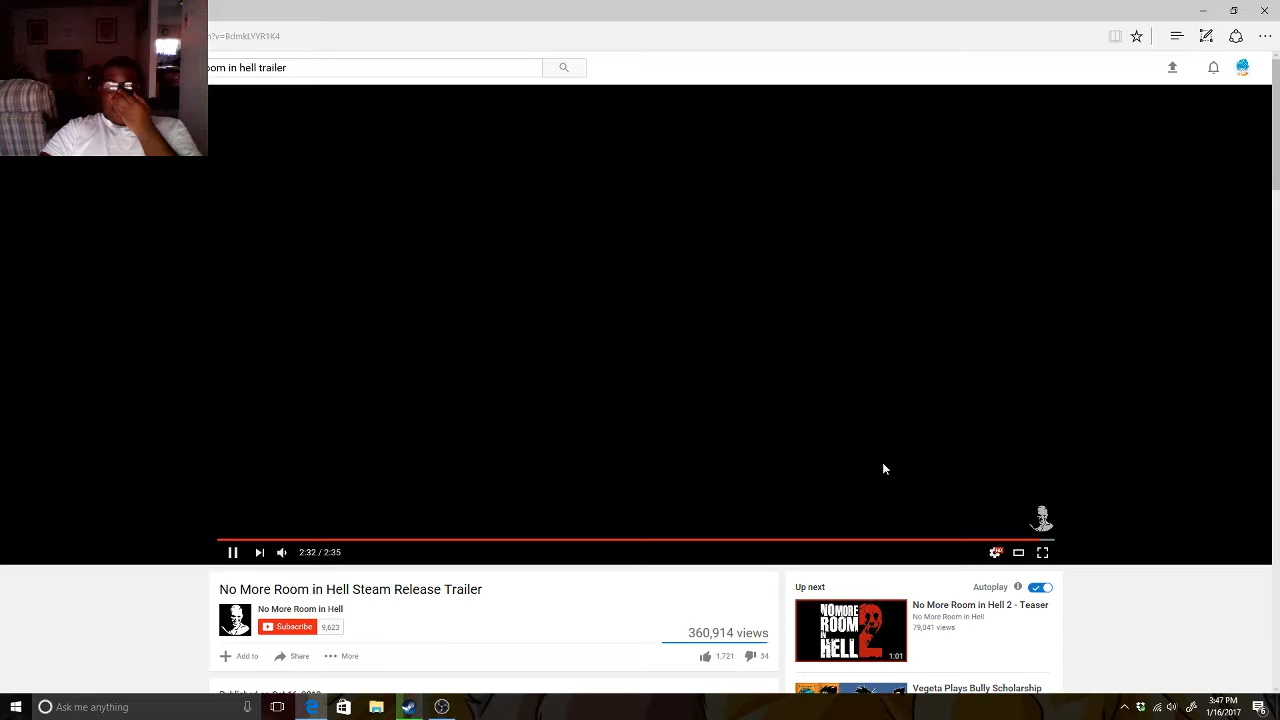 n?v=BdmkLYYR1K4
om in hell trailer
2:32 / 2:35
HD
No More Room in Hell Steam Release Trailer
No More Room in Hell
Subscribe 9,623
360,914 views
Add to Share More
1,721 34
Up next Autoplay
NO MORE ROOM IN HELL 2
1:01
No More Room in Hell 2 - Teaser
No More Room in Hell
79,041 views
Vegeta Plays Bully Scholarship
Ask me anything
3:47 PM
1/16/2017
6